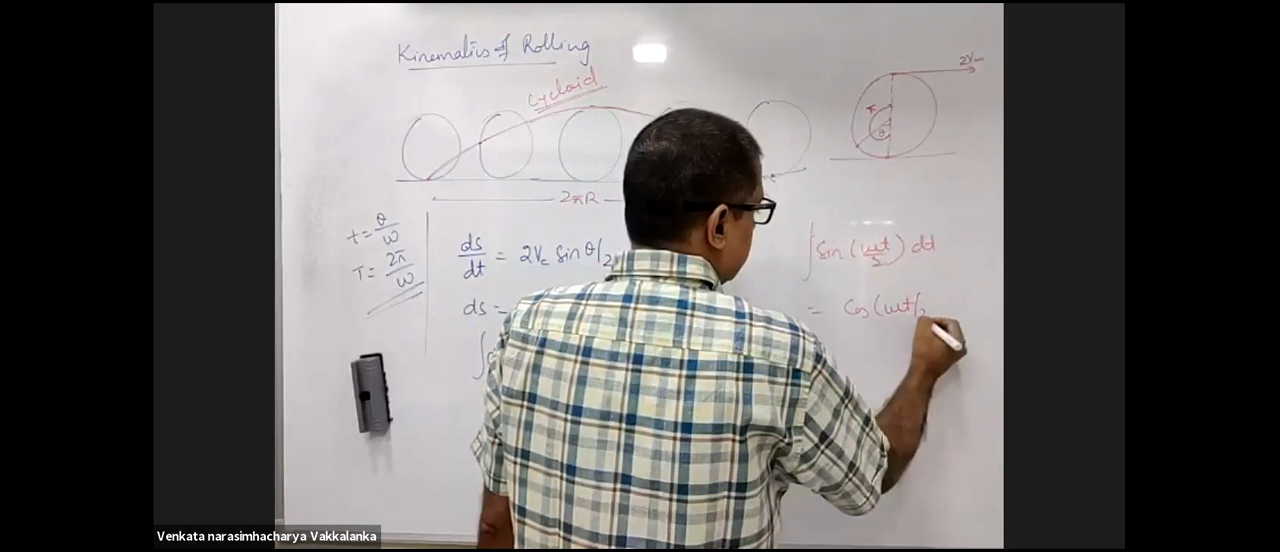 Kinematics of Rolling
2V
cycloid
π
θ
2πR
t = θ/ω
ds/dt = 2Vc sin θ/2
∫ sin (ωt/2) dt
T = 2π/ω
ds =
= cos (ωt/2
∫
Venkata narasimhacharya Vakkalanka